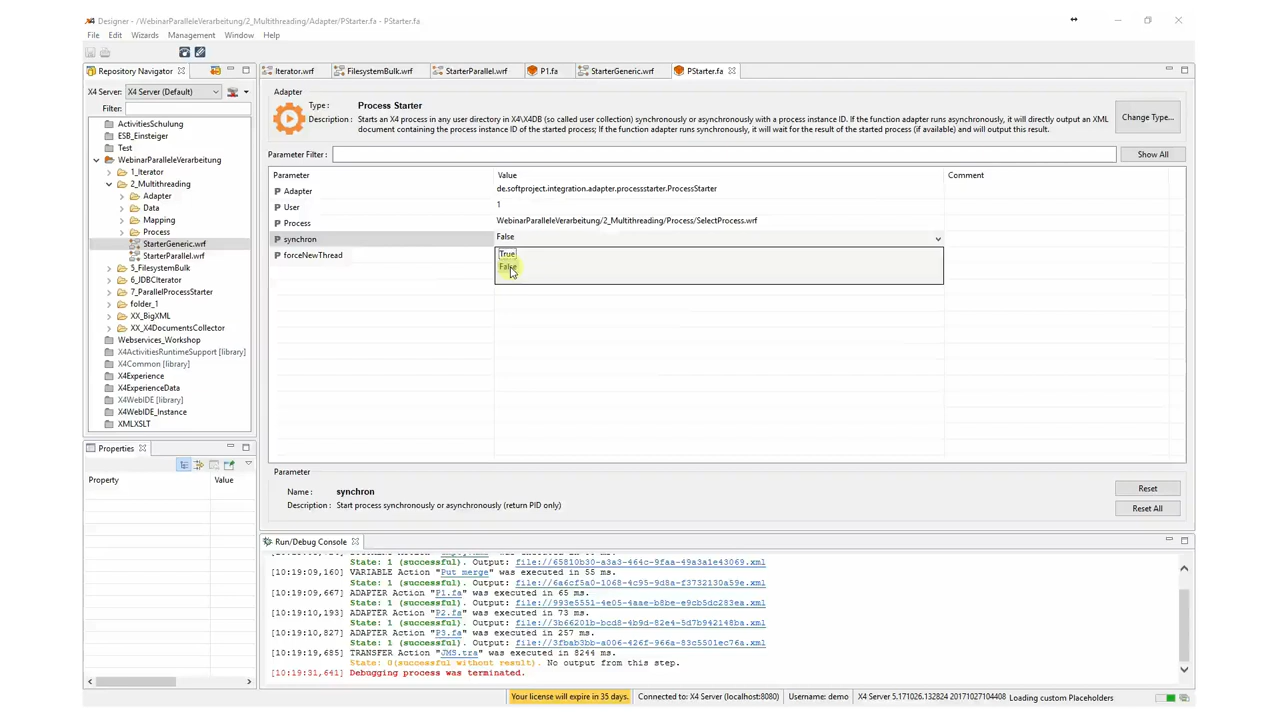 Designer - /WebinarParalleleVerarbeitung/2_Multithreading/Adapter/PStarter.fa - PStarter.fa
File Edit Wizards Management Window Help
Repository Navigator
X4 Server: X4 Server (Default)
Filter:
ActivitiesSchulung
ESB_Einsteiger
Test
WebinarParalleleVerarbeitung
1_Iterator
2_Multithreading
Adapter
Data
Mapping
Process
StarterGeneric.wrf
StarterParallel.wrf
5_FilesystemBulk
6_JDBCIterator
7_ParallelProcessStarter
folder_1
XX_BigXML
XX_X4DocumentsCollector
Webservices_Workshop
X4ActivitiesRuntimeSupport [library]
X4Common [library]
X4Experience
X4ExperienceData
X4WebIDE [library]
X4WebIDE_Instance
XMLXSLT
Properties
Property Value
Iterator.wrf FilesystemBulk.wrf StarterParallel.wrf P1.fa StarterGeneric.wrf PStarter.fa
Adapter
Type : Process Starter
Description : Starts an X4 process in any user directory in X4\X4DB (so called user collection) synchronously or asynchronously with a process instance ID. If the function adapter runs asynchronously, it will directly output an XML
document containing the process instance ID of the started process; If the function adapter runs synchronously, it will wait for the result of the started process (if available) and will output this result.
Change Type...
Parameter Filter : Show All
Parameter Value Comment
Adapter de.softproject.integration.adapter.processstarter.ProcessStarter
User 1
Process WebinarParalleleVerarbeitung/2_Multithreading/Process/SelectProcess.wrf
synchron False
forceNewThread True
False
Parameter
Name : synchron
Description : Start process synchronously or asynchronously (return PID only)
Reset
Reset All
Run/Debug Console
State: 1 (successful). Output: file://65810b30-a3a3-464c-9faa-49a3a1e43069.xml
[10:19:09,160] VARIABLE Action "Put merge" was executed in 55 ms.
State: 1 (successful). Output: file://6a6cf5a0-1068-4c95-9d8a-f3732130a59e.xml
[10:19:09,667] ADAPTER Action "P1.fa" was executed in 65 ms.
State: 1 (successful). Output: file://993e5551-4e05-4aae-b8be-e9cb5dc283ea.xml
[10:19:10,193] ADAPTER Action "P2.fa" was executed in 73 ms.
State: 1 (successful). Output: file://3b66201b-bcd8-4b9d-82e4-5d7b942148ba.xml
[10:19:10,827] ADAPTER Action "P3.fa" was executed in 257 ms.
State: 1 (successful). Output: file://3fbab3bb-a006-426f-966a-83c5501ec76a.xml
[10:19:19,685] TRANSFER Action "JMS.tra" was executed in 8244 ms.
State: 0(successful without result). No output from this step.
[10:19:31,641] Debugging process was terminated.
Your license will expire in 35 days. Connected to: X4 Server (localhost:8080) Username: demo X4 Server 5.171026.132824 20171027104408 Loading custom Placeholders